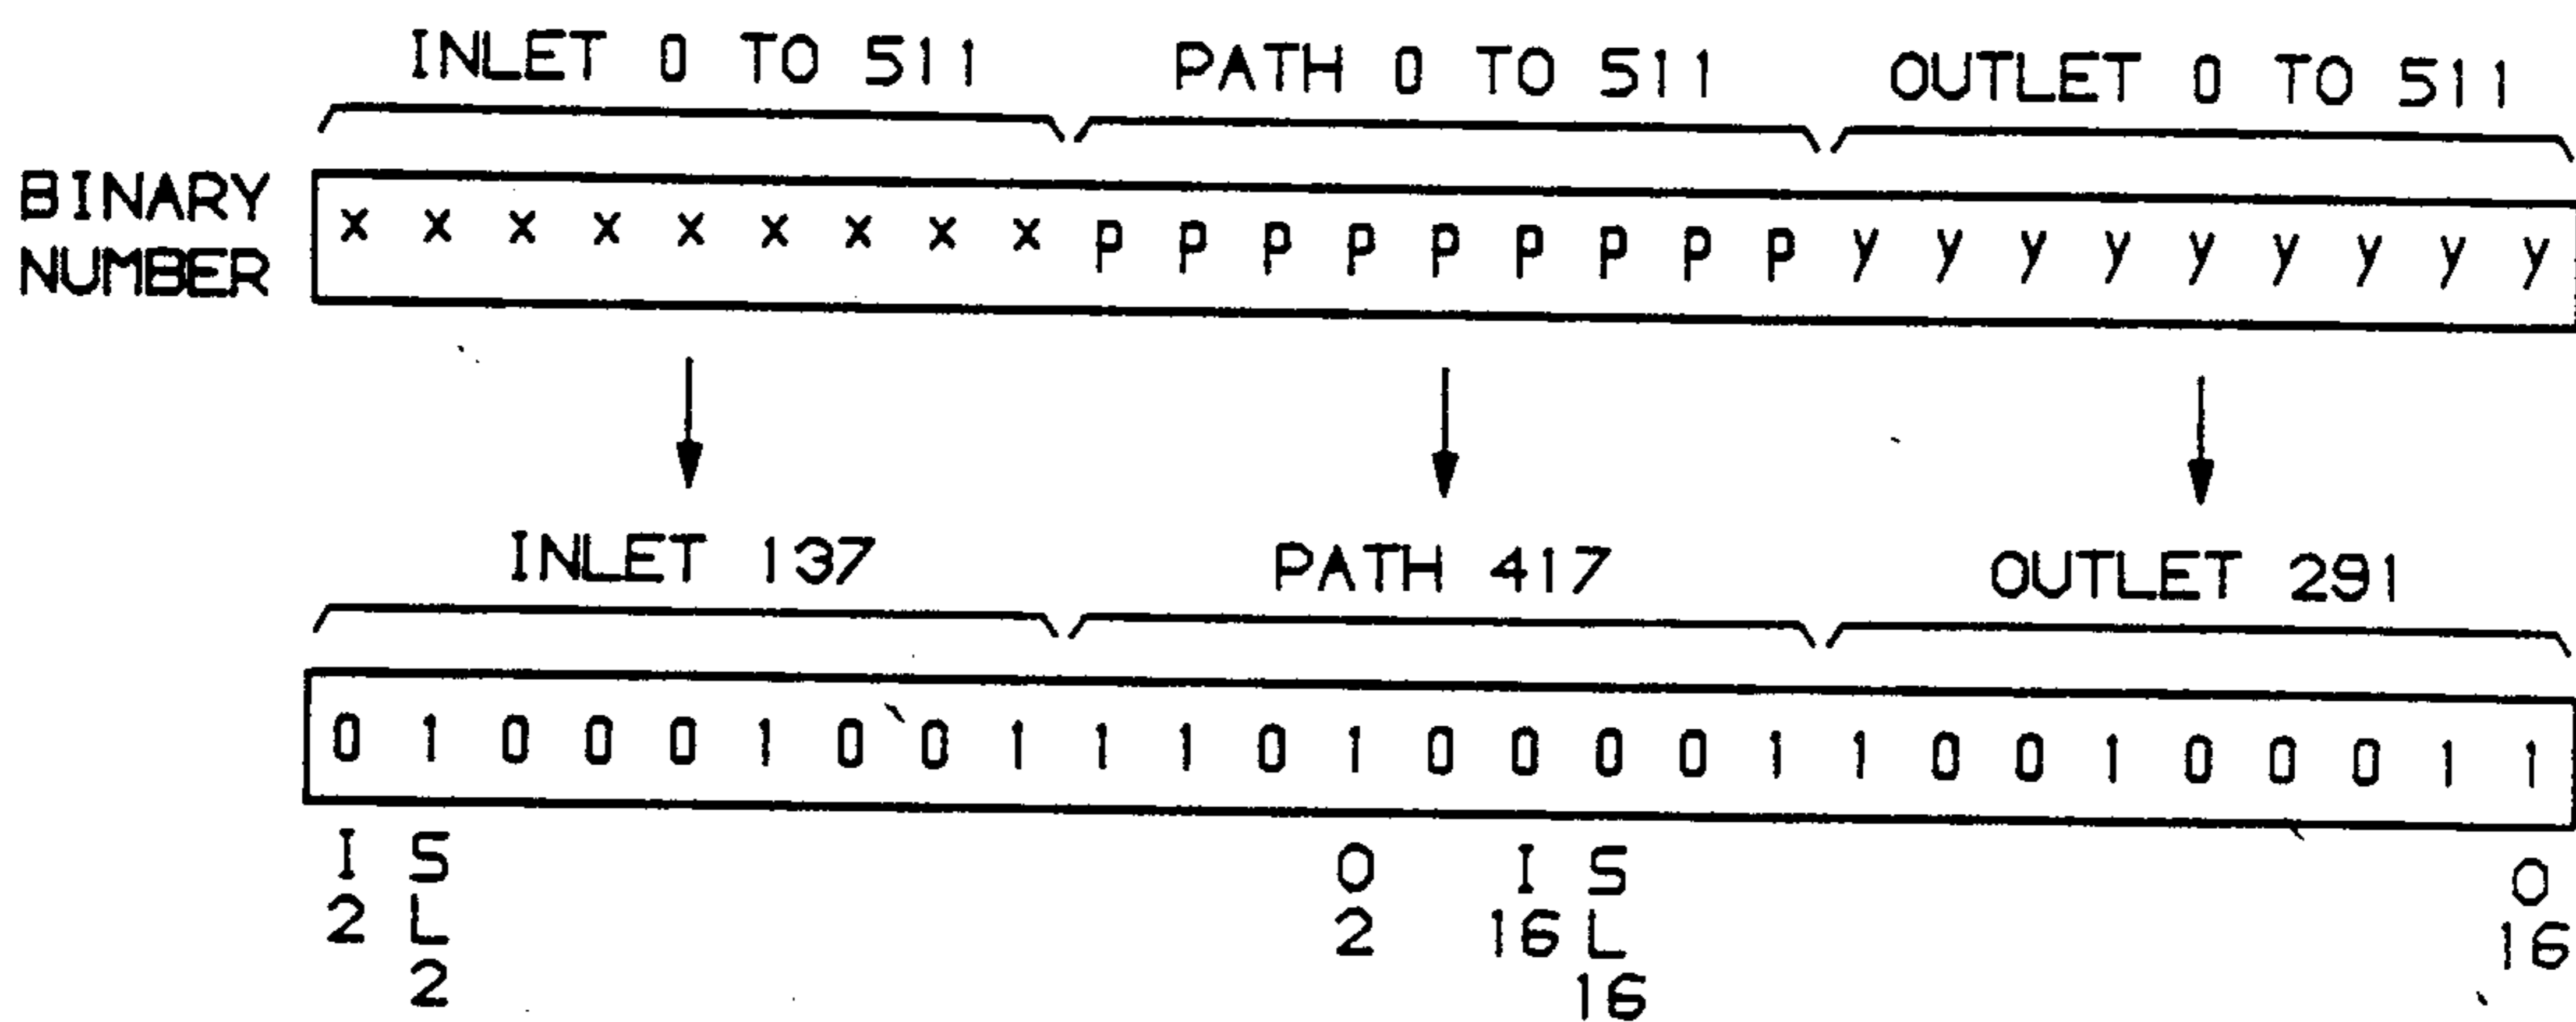 INLET 0 TO 511 PATH 0 TO 511 OUTLET 0 TO 511
BINARY
NUMBER
x x x x x x x x x p p p p p p p p p y y y y y y y y y
INLET 137 PATH 417 OUTLET 291
0 1 0 0 0 1 0 0 1 1 1 0 1 0 0 0 0 1 1 0 0 1 0 0 0 1 1
I S O I S O
2 L 2 16 L 16
2 16